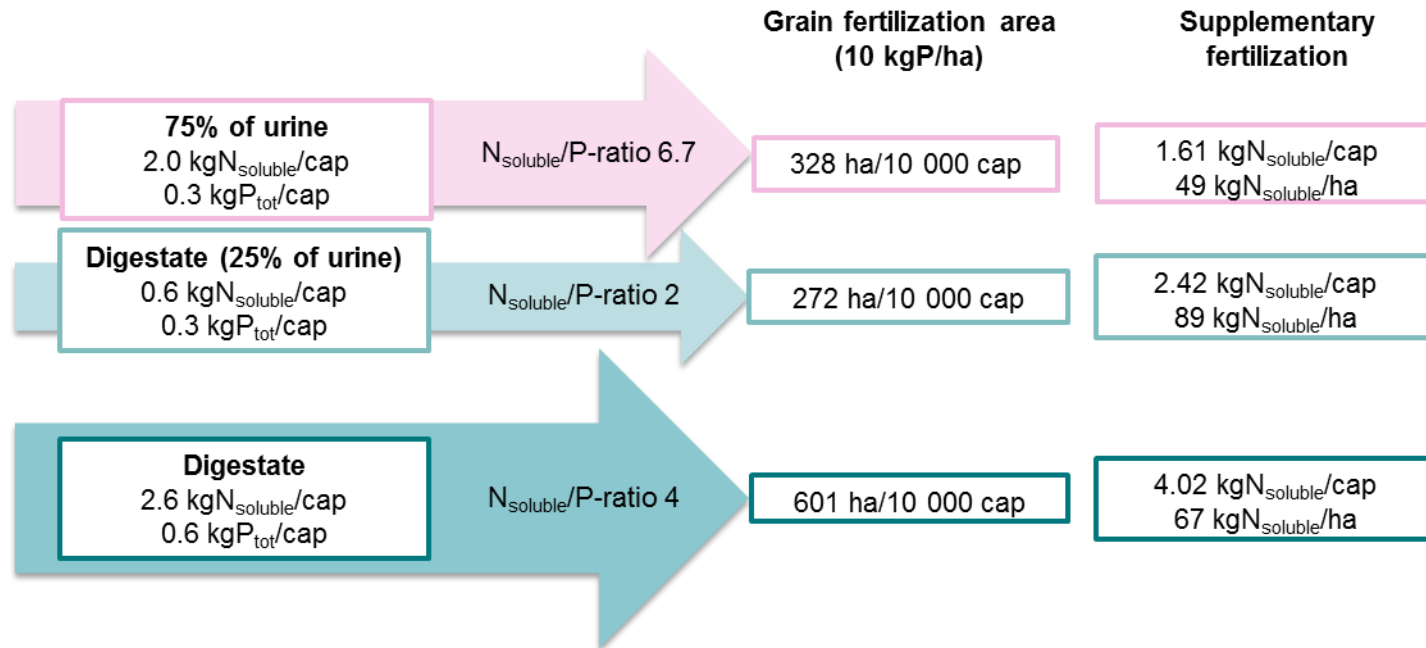 Grain fertilization area
(10 kgP/ha)
Supplementary
fertilization
75% of urine
2.0 kgNsoluble/cap
0.3 kgPtot/cap
Nsoluble/P-ratio 6.7
328 ha/10 000 cap
1.61 kgNsoluble/cap
49 kgNsoluble/ha
Digestate (25% of urine)
0.6 kgNsoluble/cap
0.3 kgPtot/cap
Nsoluble/P-ratio 2
272 ha/10 000 cap
2.42 kgNsoluble/cap
89 kgNsoluble/ha
Digestate
2.6 kgNsoluble/cap
0.6 kgPtot/cap
Nsoluble/P-ratio 4
601 ha/10 000 cap
4.02 kgNsoluble/cap
67 kgNsoluble/ha